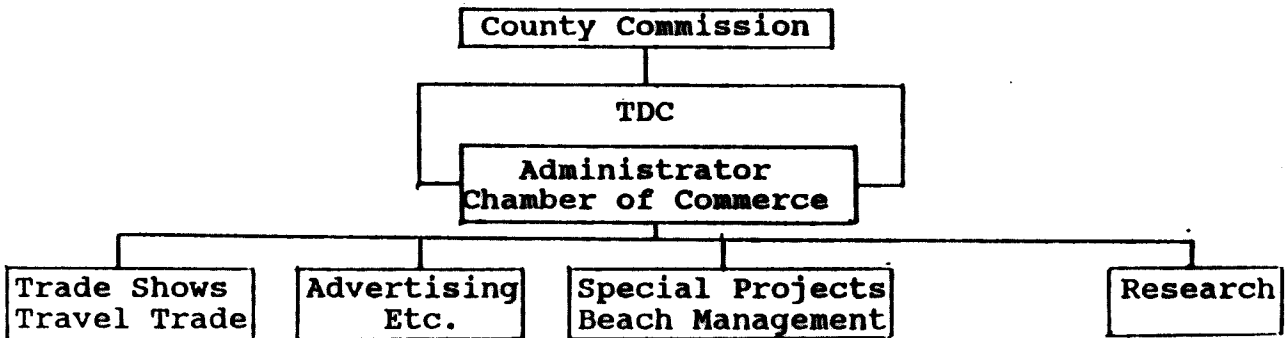 County Commission
TDC
Administrator
Chamber of Commerce
Trade Shows
Travel Trade
Advertising
Etc.
Special Projects
Beach Management
Research